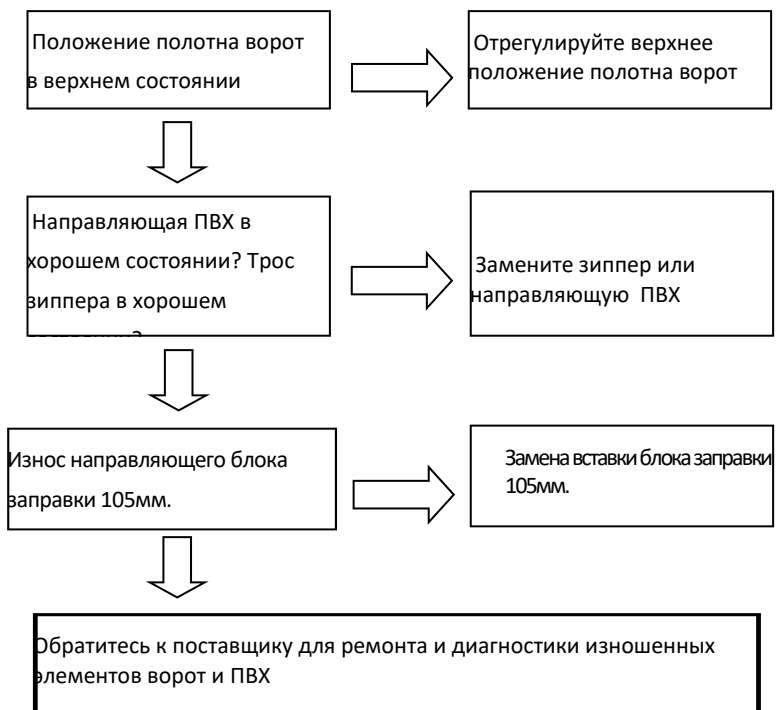 Положение полотна ворот
в верхнем состоянии
Отрегулируйте верхнее
положение полотна ворот
Направляющая ПВХ в
хорошем состоянии? Трос
зиппера в хорошем
Замените зиппер или
направляющую ПВХ
Износ направляющего блока
заправки 105мм.
Замена вставки блока заправки
105мм.
Обратитесь к поставщику для ремонта и диагностики изношенных
элементов ворот и ПВХ